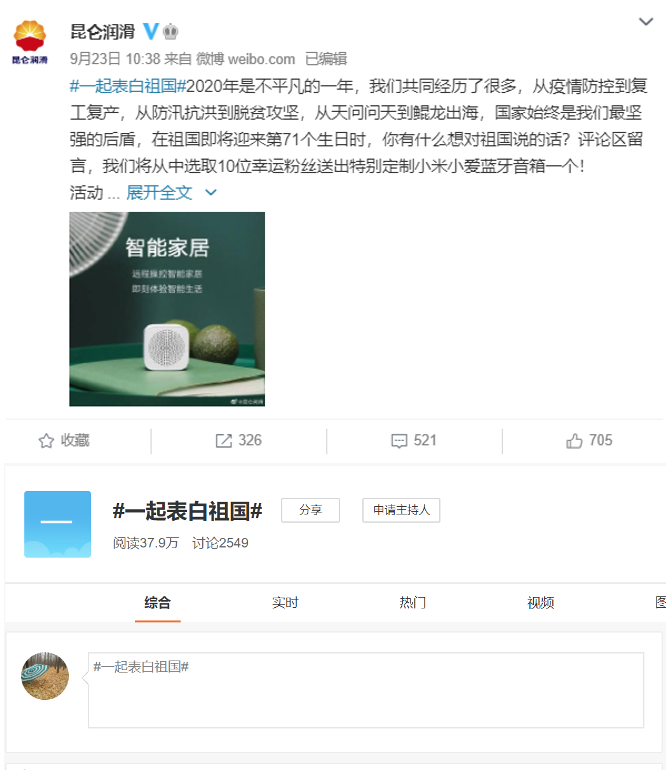 昆仑润滑
昆仑润滑
9月23日 10:38 来自 微博 weibo.com 已编辑
#一起表白祖国#2020年是不平凡的一年，我们共同经历了很多，从疫情防控到复
工复产，从防汛抗洪到脱贫攻坚，从天问问天到鲲龙出海，国家始终是我们最坚
强的后盾，在祖国即将迎来第71个生日时，你有什么想对祖国说的话？评论区留
言，我们将从中选取10位幸运粉丝送出特别定制小米小爱蓝牙音箱一个！
活动 ... 展开全文
智能家居
远程操控智能家居
即刻体验智能生活
收藏 326 521 705
#一起表白祖国# 分享 申请主持人
阅读37.9万 讨论2549
综合 实时 热门 视频
#一起表白祖国#